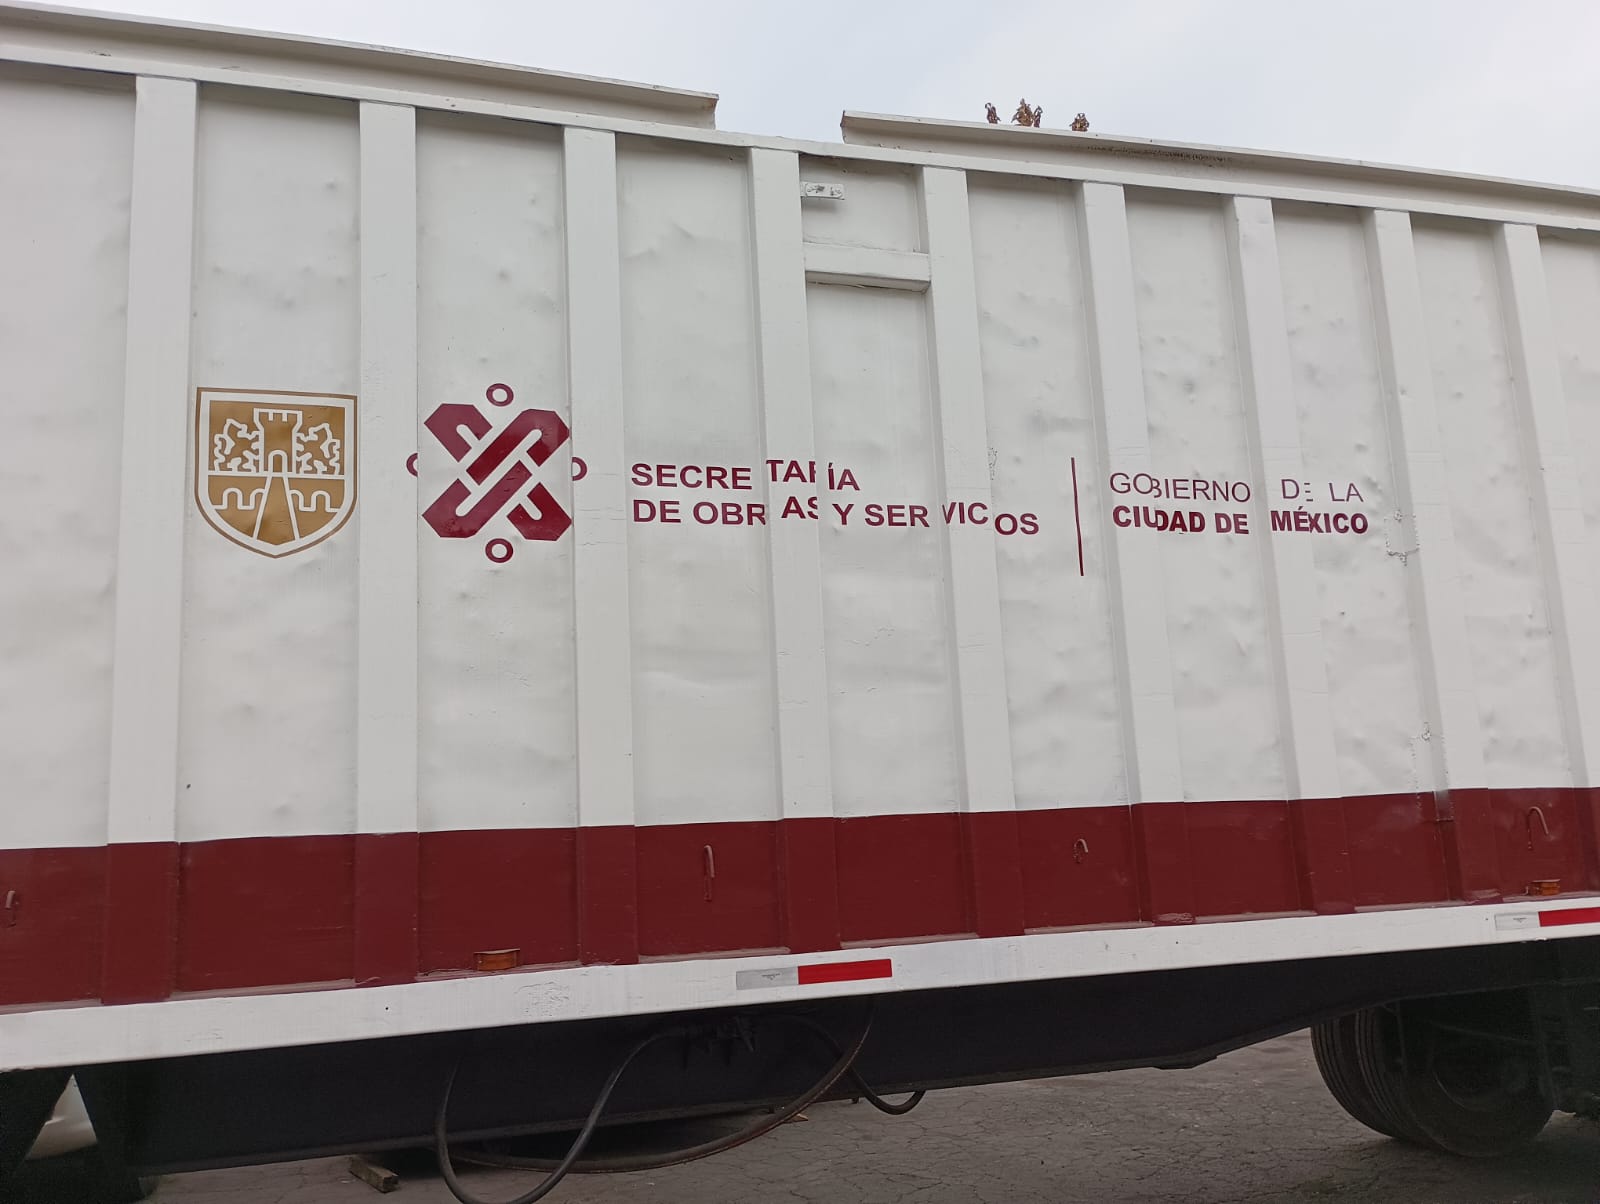 SECRETARÍA
DE OBRAS Y SERVICIOS
GOBIERNO DE LA
CIUDAD DE MÉXICO